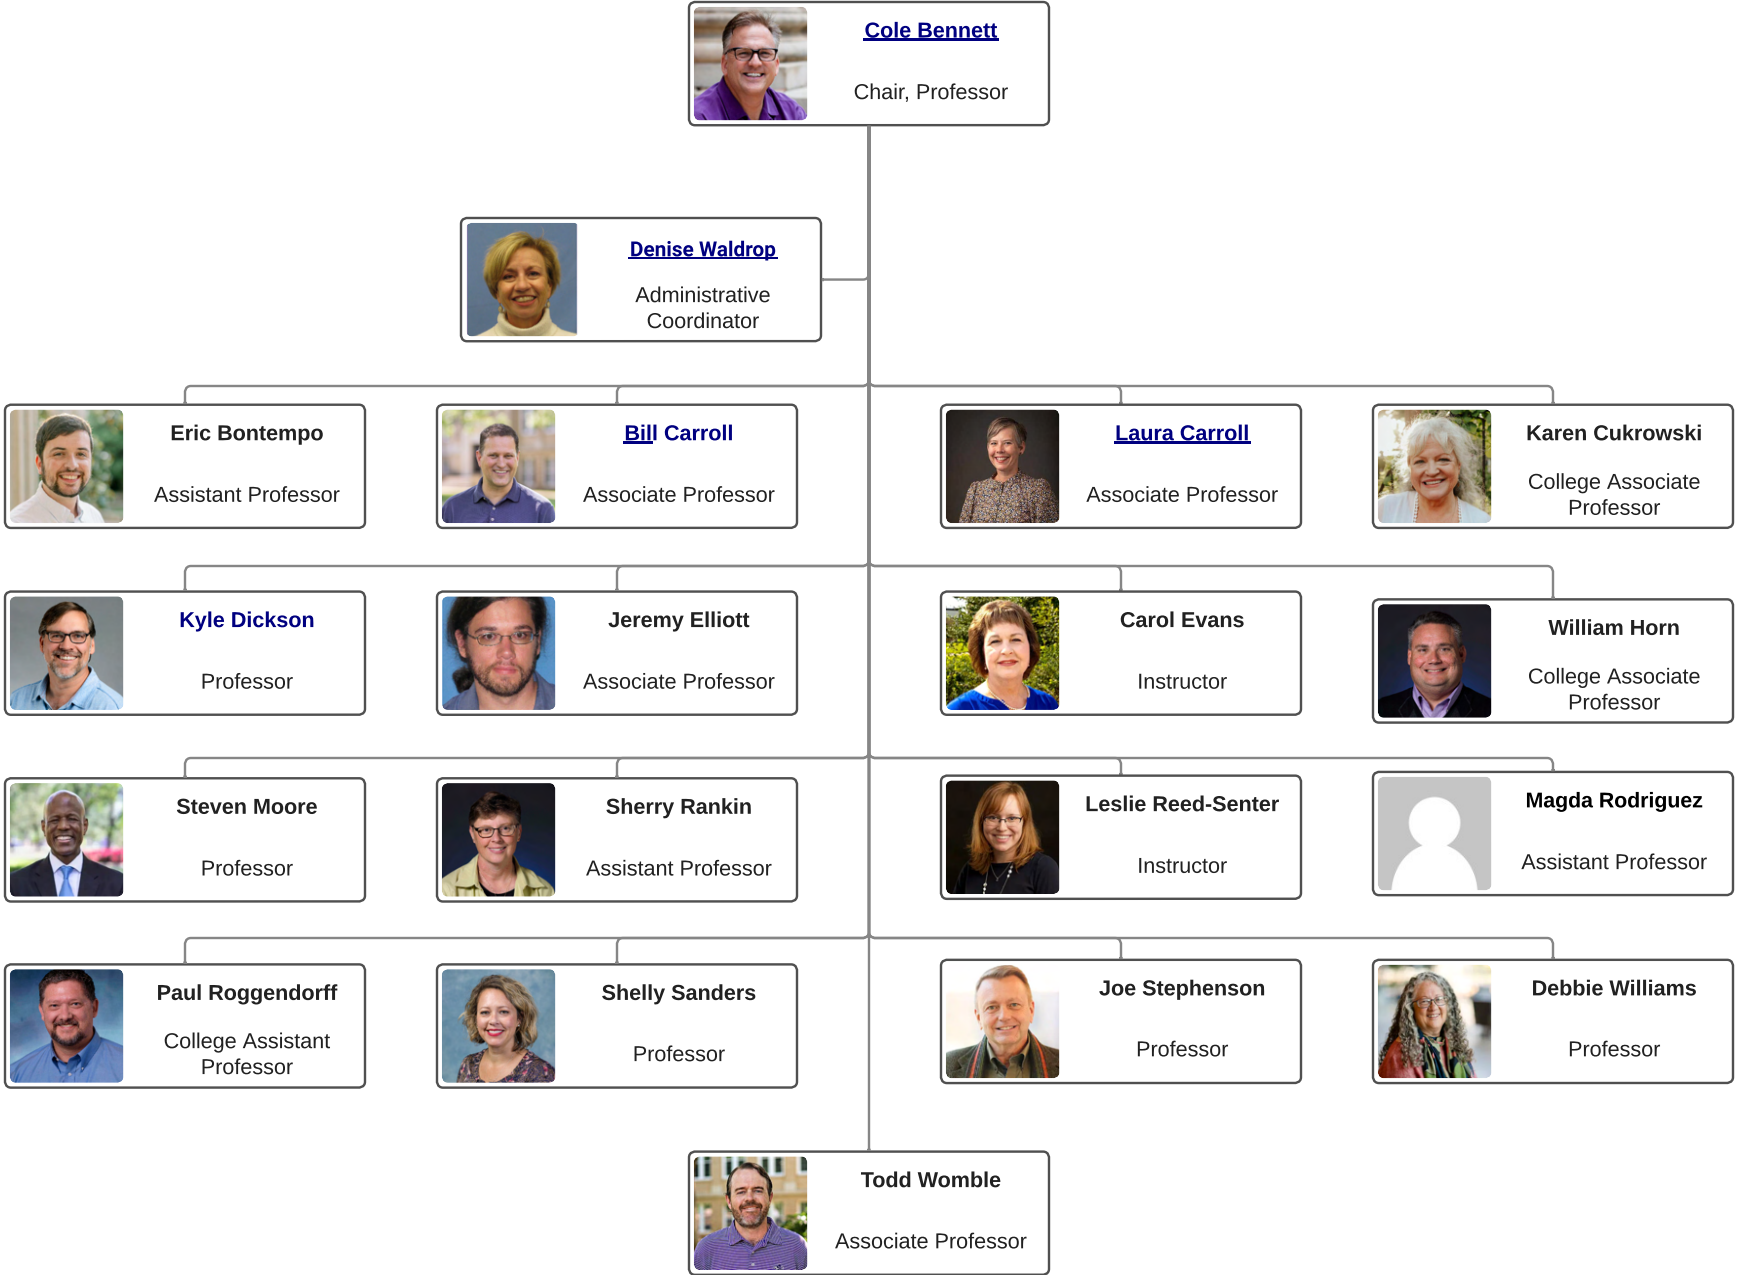 Cole Bennett
Chair, Professor
Denise Waldrop
Administrative
Coordinator
Eric Bontempo
Assistant Professor
Bill Carroll
Associate Professor
Laura Carroll
Associate Professor
Karen Cukrowski
College Associate
Professor
Kyle Dickson
Professor
Jeremy Elliott
Associate Professor
Carol Evans
Instructor
William Horn
College Associate
Professor
Steven Moore
Professor
Sherry Rankin
Assistant Professor
Leslie Reed-Senter
Instructor
Magda Rodriguez
Assistant Professor
Paul Roggendorff
College Assistant
Professor
Shelly Sanders
Professor
Joe Stephenson
Professor
Debbie Williams
Professor
Todd Womble
Associate Professor